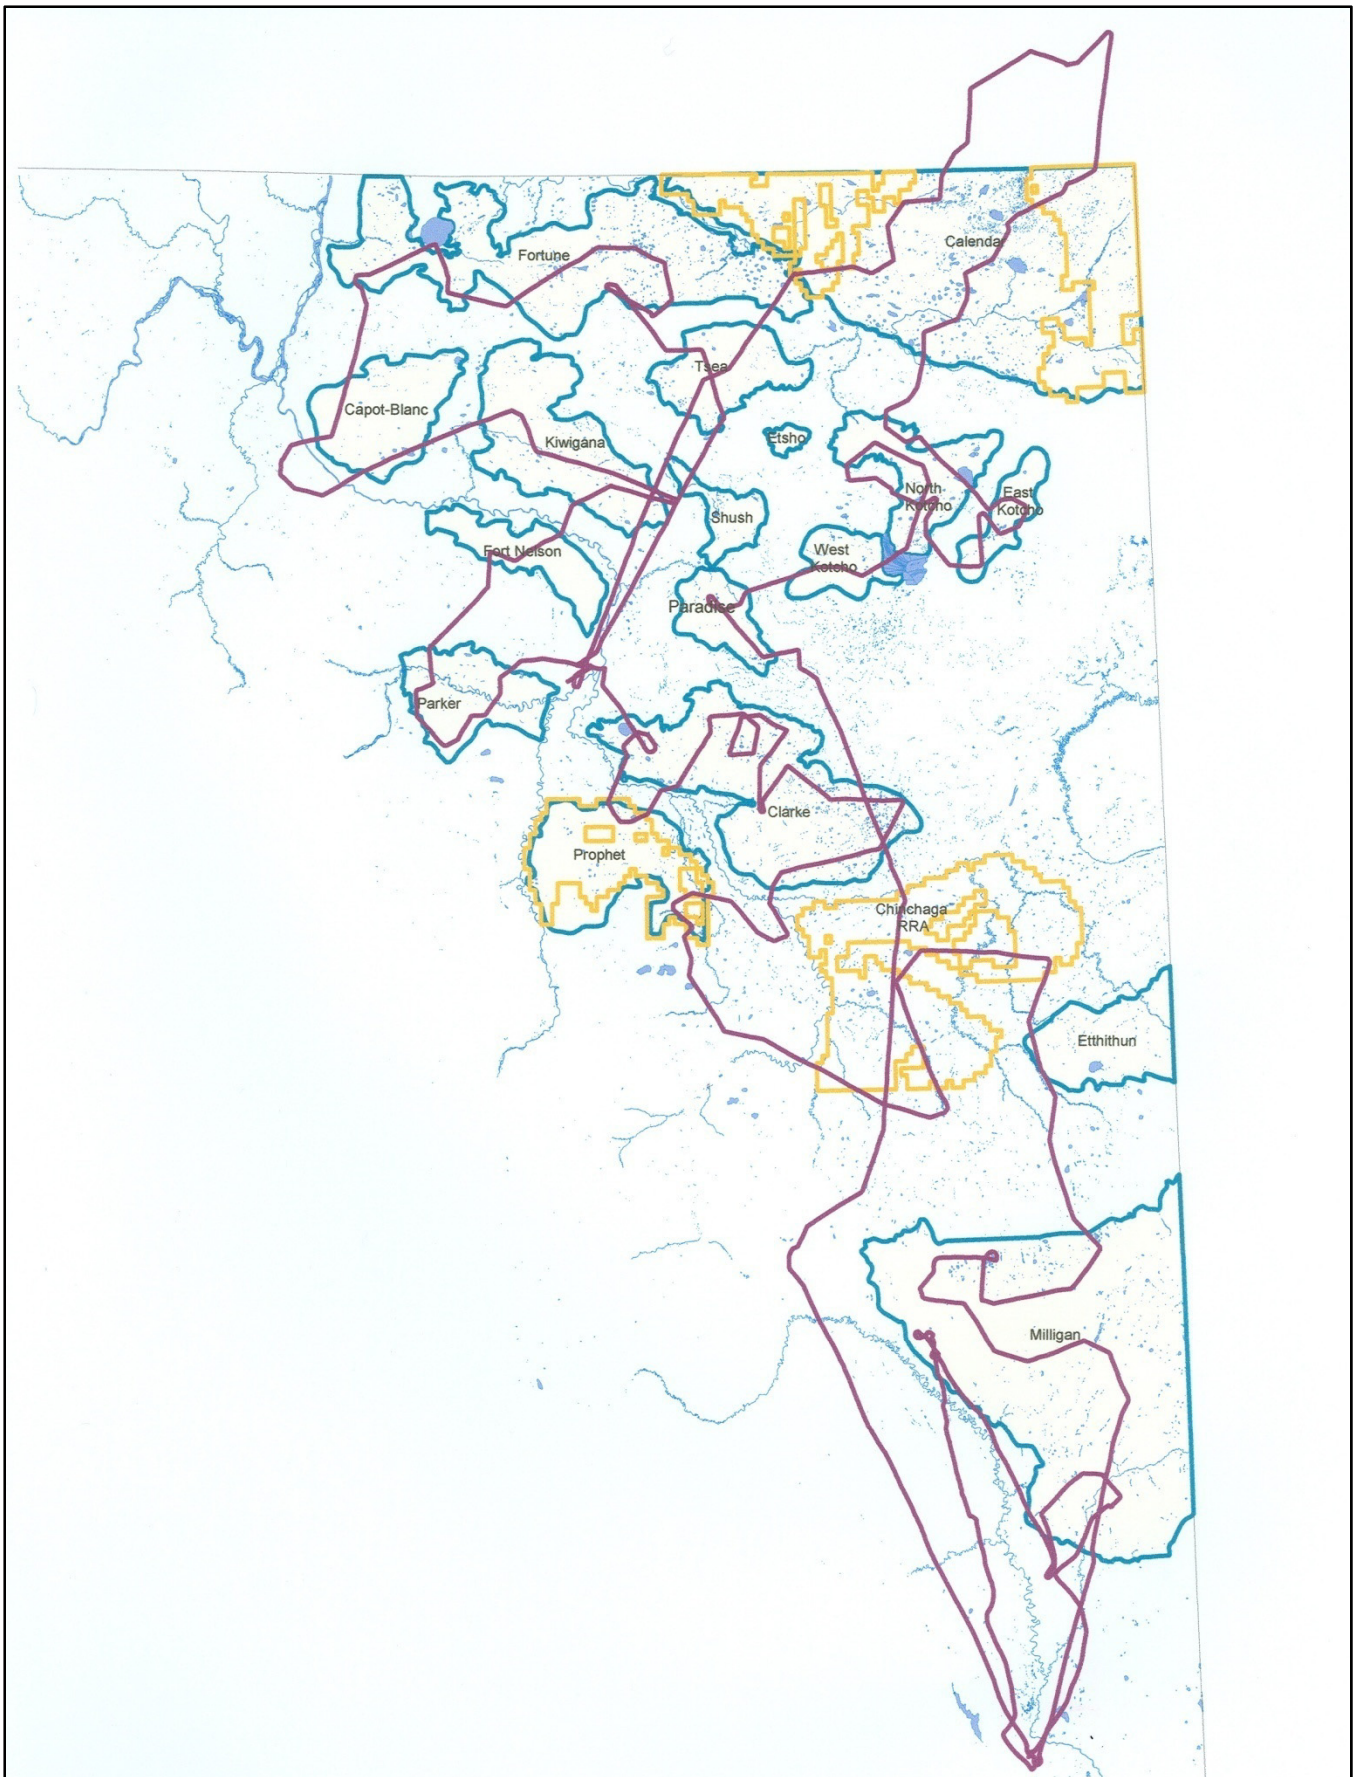 Calendar
Fortune
Tsea
Capot-Blanc
Kiwigana
Etsho
North
Kotcho
East
Kotcho
Shush
Fort Nelson
West
Kotcho
Paradise
Parker
Clarke
Prophet
Chinchaga
RRA
Etthithun
Milligan